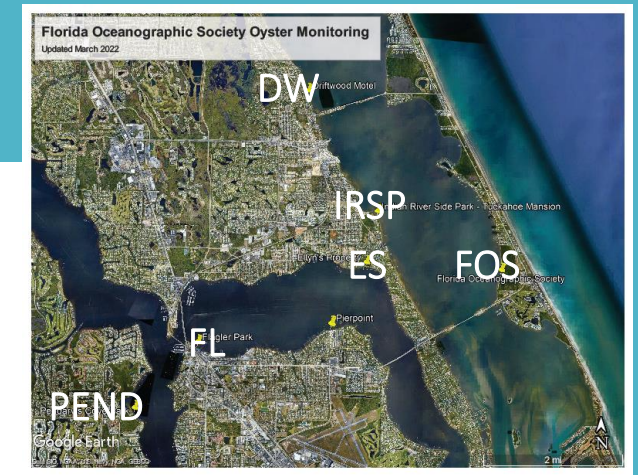 Florida Oceanographic Society Oyster Monitoring
Updated March 2022
DW
Driftwood Motel
IRSP
River Side Park - Tuckahoe Mansion
ES
FOS
Florida Oceanographic Society
Pierpoint
FL
Flagler Park
PEND
Google Earth
N
2 mi